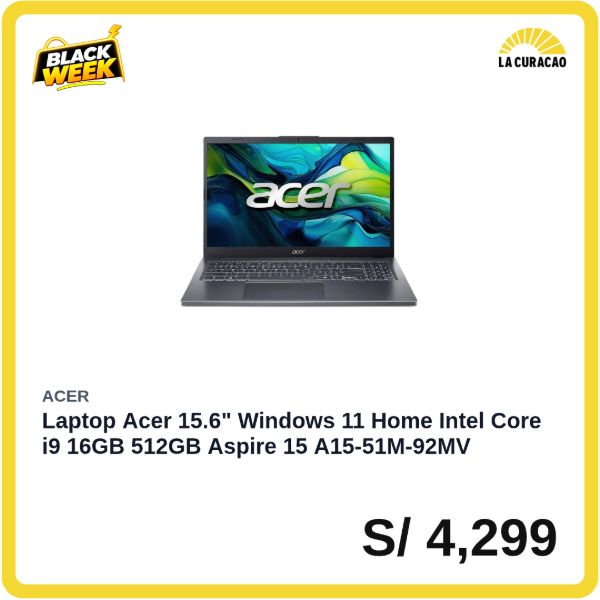 BLACK
WEEK
LA CURACAO
acer
acer
ACER
Laptop Acer 15.6" Windows 11 Home Intel Core
i9 16GB 512GB Aspire 15 A15-51M-92MV
S/ 4,299